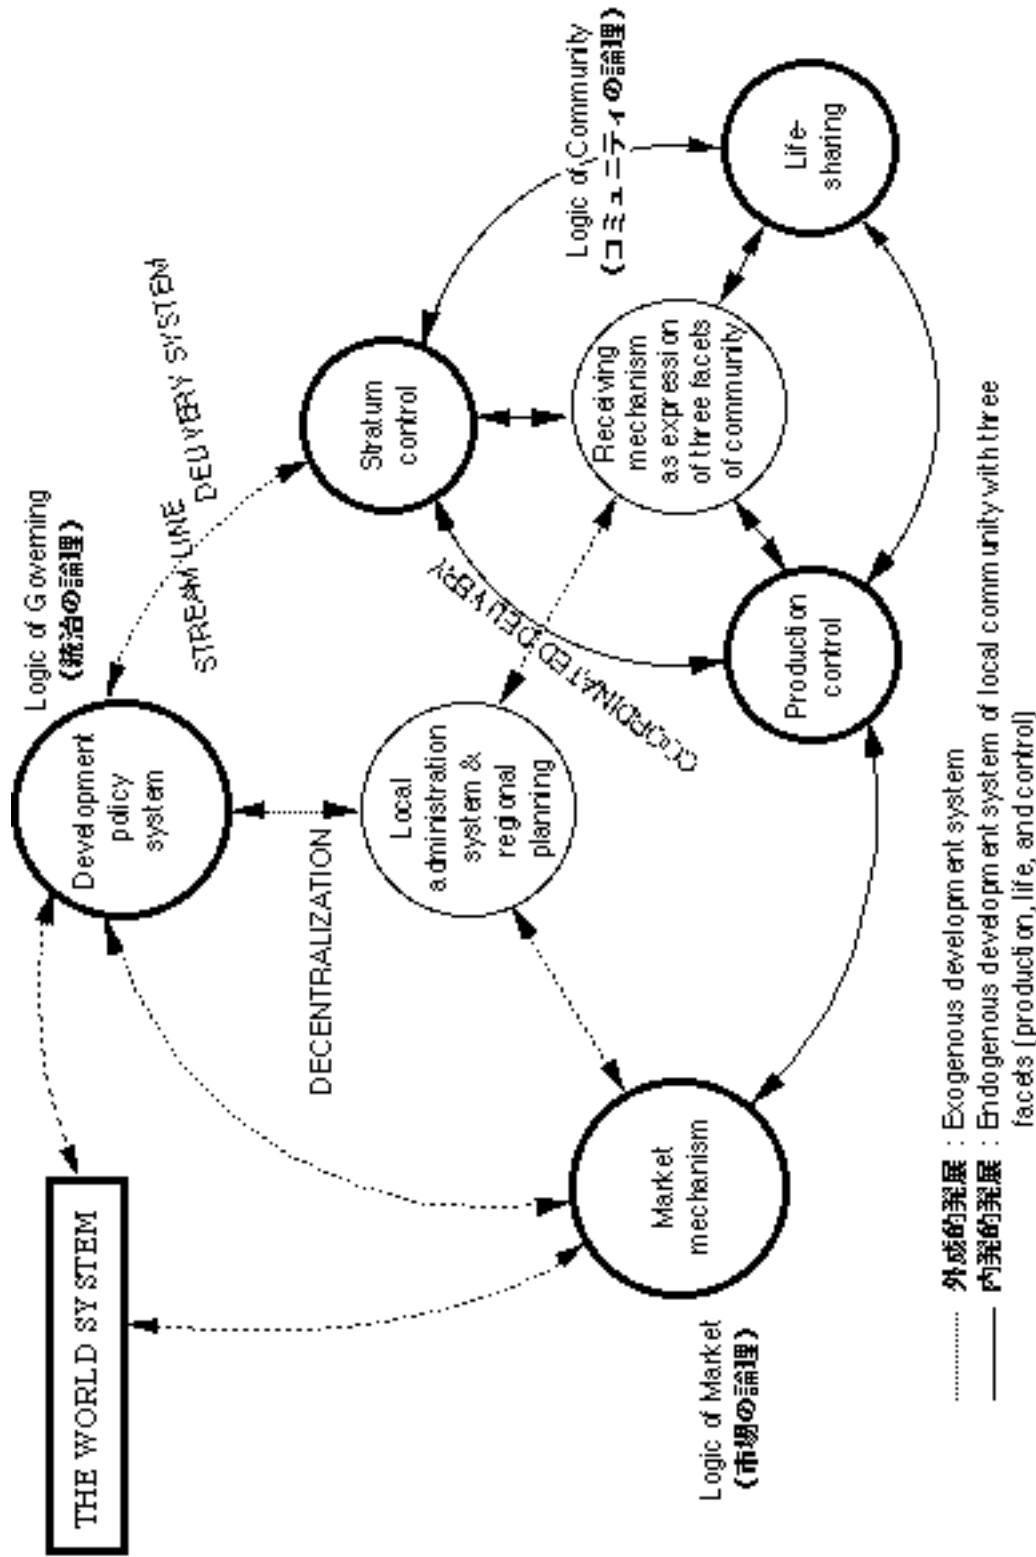 THE WORLD SYSTEM
Logic of Governing
(統治の論理)
Development
policy
system
STREAM LINE
DELIVERY SYSTEM
DECENTRALIZATION
Local
administration
system &
regional
planning
COORDINATED DELIVERY
Stratum
control
Logic of Community
(コミュニティの論理)
Receiving
mechanism
as expression
of three facets
of community
Life-
sharing
Production
control
Market
mechanism
Logic of Market
(市場の論理)
外成的発展 : Exogenous development system
内発的発展 : Endogenous development system of local community with three
facets (production, life, and control)